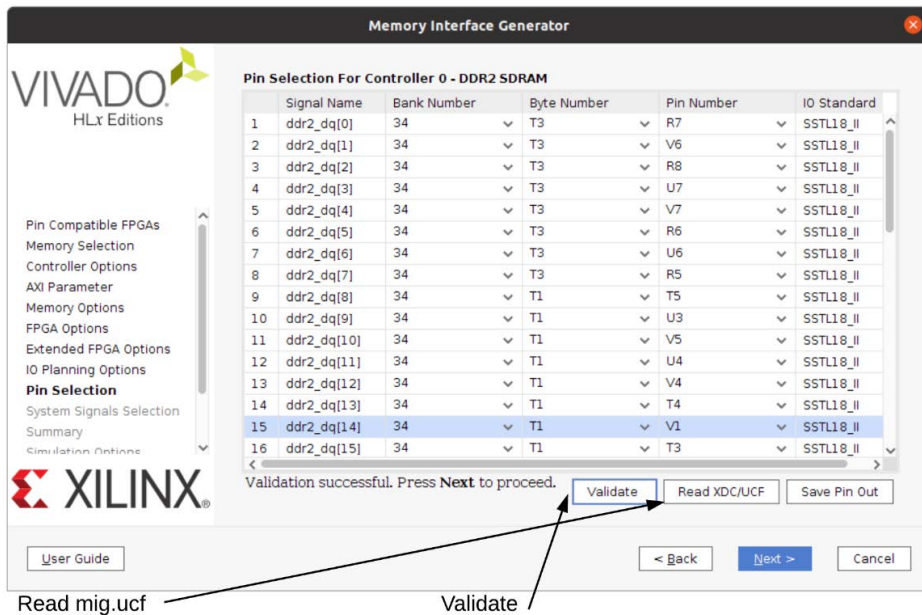 Memory Interface Generator
VIVADO
HLx Editions
Pin Compatible FPGAs
Memory Selection
Controller Options
AXI Parameter
Memory Options
FPGA Options
Extended FPGA Options
IO Planning Options
Pin Selection
System Signals Selection
Summary
Simulation Options
XILINX®
Pin Selection For Controller 0 - DDR2 SDRAM
Signal Name Bank Number Byte Number Pin Number IO Standard
1 ddr2_dq[0] 34 T3 R7 SSTL18_II
2 ddr2_dq[1] 34 T3 V6 SSTL18_II
3 ddr2_dq[2] 34 T3 R8 SSTL18_II
4 ddr2_dq[3] 34 T3 U7 SSTL18_II
5 ddr2_dq[4] 34 T3 V7 SSTL18_II
6 ddr2_dq[5] 34 T3 R6 SSTL18_II
7 ddr2_dq[6] 34 T3 U6 SSTL18_II
8 ddr2_dq[7] 34 T3 R5 SSTL18_II
9 ddr2_dq[8] 34 T1 T5 SSTL18_II
10 ddr2_dq[9] 34 T1 U3 SSTL18_II
11 ddr2_dq[10] 34 T1 V5 SSTL18_II
12 ddr2_dq[11] 34 T1 U4 SSTL18_II
13 ddr2_dq[12] 34 T1 V4 SSTL18_II
14 ddr2_dq[13] 34 T1 T4 SSTL18_II
15 ddr2_dq[14] 34 T1 V1 SSTL18_II
16 ddr2_dq[15] 34 T1 T3 SSTL18_II
Validation successful. Press Next to proceed.
Validate Read XDC/UCF Save Pin Out
User Guide < Back Next > Cancel
Read mig.ucf Validate